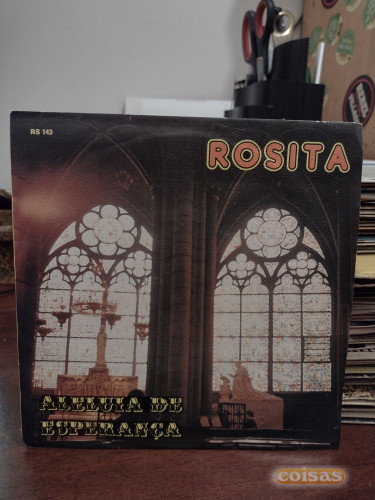 RS 143
ROSITA
ALELUIA DE
ESPERANÇA
coisas